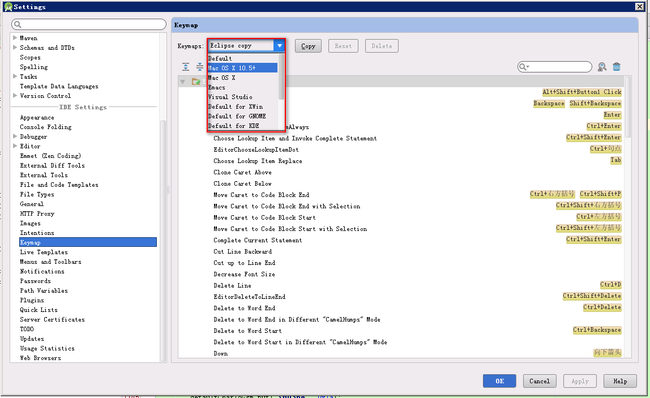 Settings
Maven
Schemas and DTDs
Scopes
Spelling
Tasks
Template Data Languages
Version Control
IDE Settings
Appearance
Console Folding
Debugger
Editor
Emmet (Zen Coding)
External Diff Tools
External Tools
File and Code Templates
File Types
General
HTTP Proxy
Images
Intentions
Keymap
Live Templates
Menus and Toolbars
Notifications
Passwords
Path Variables
Plugins
Quick Lists
Server Certificates
TODO
Updates
Usage Statistics
Web Browsers
Keymap
Keymaps: Eclipse copy Copy Reset Delete
Default
Mac OS X 10.5+
Mac OS X
Emacs
Visual Studio
Default for XWin
Default for GNOME
Default for KDE
Alt+Shift+Button1 Click
Backspace Shift+Backspace
Enter
Always Ctrl+Enter
Choose Lookup Item and Invoke Complete Statement Ctrl+Shift+Enter
EditorChooseLookupItemDot Ctrl+句点
Choose Lookup Item Replace Tab
Clone Caret Above
Clone Caret Below
Move Caret to Code Block End Ctrl+右方括号 Ctrl+Shift+P
Move Caret to Code Block End with Selection Ctrl+Shift+右方括号
Move Caret to Code Block Start Ctrl+左方括号
Move Caret to Code Block Start with Selection Ctrl+Shift+左方括号
Complete Current Statement Ctrl+Shift+Enter
Cut Line Backward
Cut up to Line End
Decrease Font Size
Delete Line Ctrl+D
EditorDeleteToLineEnd Ctrl+Shift+Delete
Delete to Word End Ctrl+Delete
Delete to Word End in Different "CamelHumps" Mode
Delete to Word Start Ctrl+Backspace
Delete to Word Start in Different "CamelHumps" Mode
Down 向下箭头
OK Cancel Apply Help